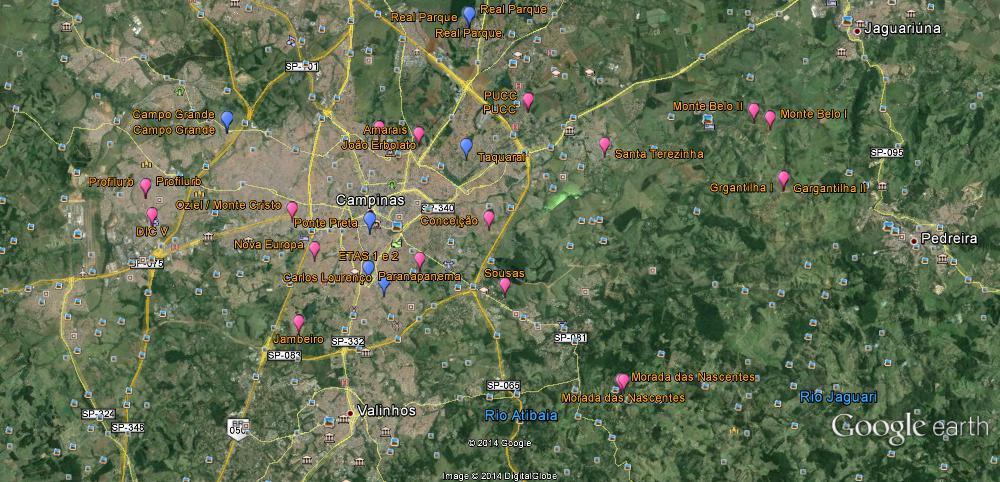 Real Parque
Real Parque
Real Parque
Jaguariúna
SP-101
PUCC
PUCC
Campo Grande
Campo Grande
Monte Belo II
Monte Belo I
Amarais
João Erbolato
Taquaral
Santa Terezinha
SP-095
Profilurb
Profilurb
Grgantilha I
Gargantilha II
Oziel / Monte Cristo
Campinas
SP-340
DIC V
Ponte Preta
Conceição
Nova Europa
Pedreira
ETAS 1 e 2
SP-075
Carlos Lourenço
Paranapanema
Sousas
Jambeiro
SP-332
SP-081
SP-083
Morada das Nascentes
SP-065
Morada das Nascentes
Rio Jaguari
SP-324
Valinhos
Rio Atibaia
SP-348
050
Google earth
© 2014 Google
Image © 2014 DigitalGlobe